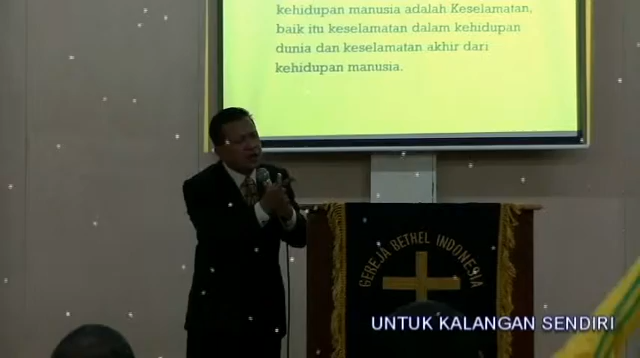 kehidupan manusia adalah Keselamatan,
baik itu keselamatan dalam kehidupan
dunia dan keselamatan akhir dari
kehidupan manusia.
GEREJA BETHEL INDONESIA
UNTUK KALANGAN SENDIRI